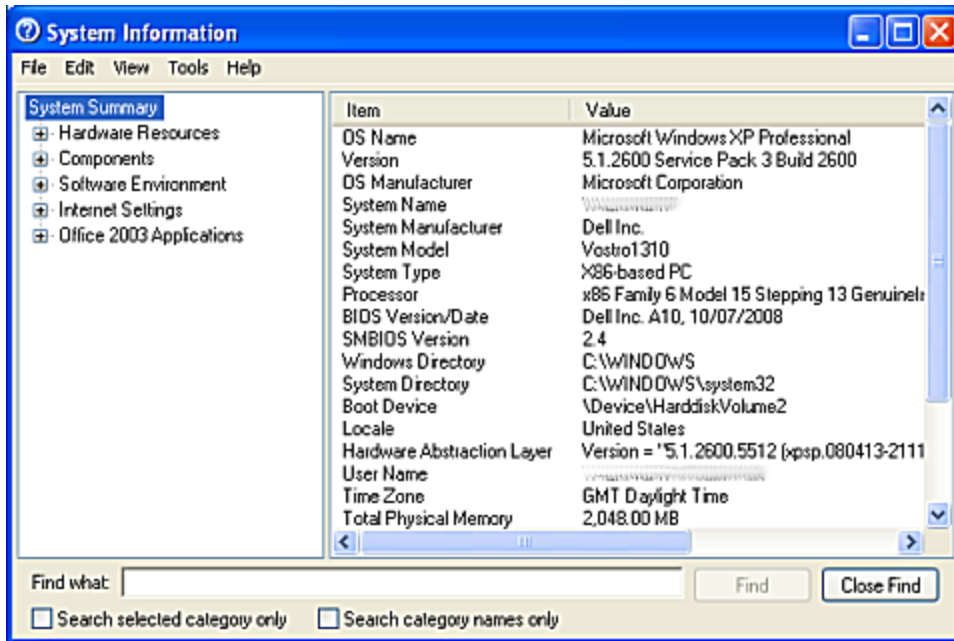 System Information
File Edit View Tools Help
System Summary
Hardware Resources
Components
Software Environment
Internet Settings
Office 2003 Applications
Item Value
OS Name Microsoft Windows XP Professional
Version 5.1.2600 Service Pack 3 Build 2600
OS Manufacturer Microsoft Corporation
System Name
System Manufacturer Dell Inc.
System Model Vostro1310
System Type X86-based PC
Processor x86 Family 6 Model 15 Stepping 13 GenuineIr
BIOS Version/Date Dell Inc. A10, 10/07/2008
SMBIOS Version 2.4
Windows Directory C:\WINDOWS
System Directory C:\WINDOWS\system32
Boot Device \Device\HarddiskVolume2
Locale United States
Hardware Abstraction Layer Version = "5.1.2600.5512 (xpsp.080413-2111
User Name
Time Zone GMT Daylight Time
Total Physical Memory 2,048.00 MB
Find what:
Find Close Find
Search selected category only Search category names only